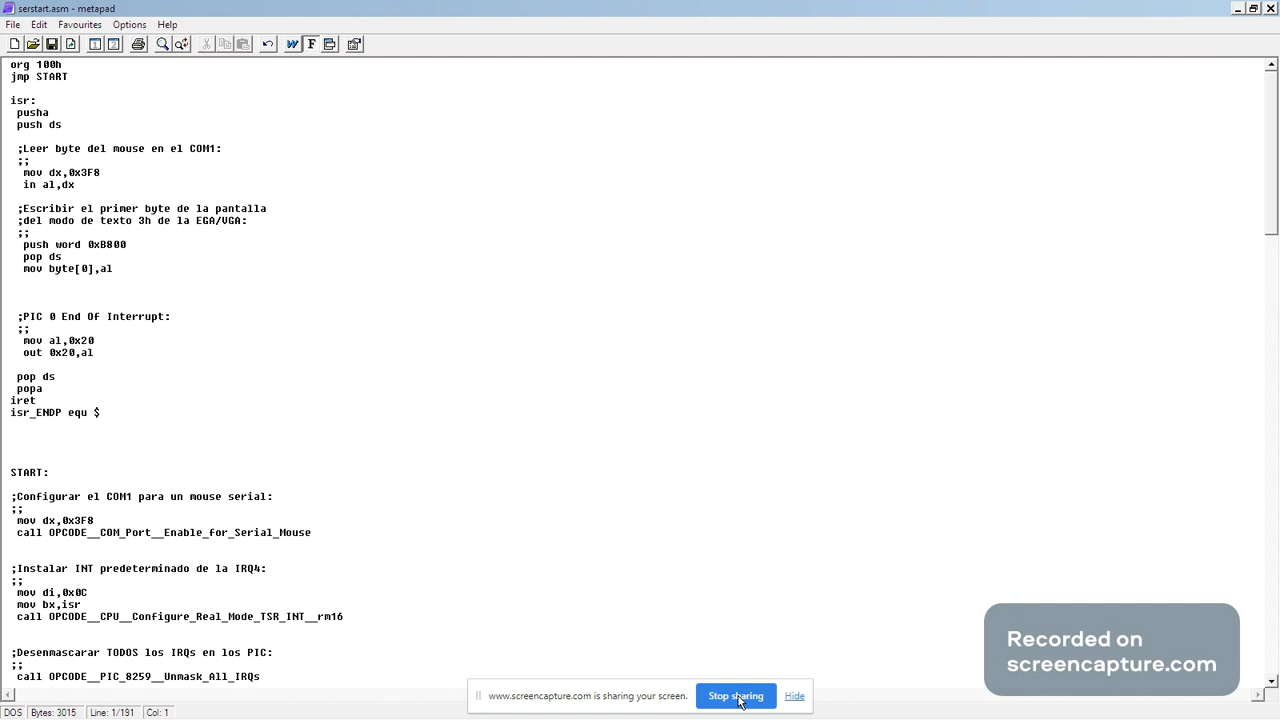 serstart.asm - metapad
File Edit Favourites Options Help
org 100h
jmp START
isr:
pusha
push ds
;Leer byte del mouse en el COM1:
;;
mov dx,0x3F8
in al,dx
;Escribir el primer byte de la pantalla
;del modo de texto 3h de la EGA/VGA:
;;
push word 0xB800
pop ds
mov byte[0],al
;PIC 0 End Of Interrupt:
;;
mov al,0x20
out 0x20,al
pop ds
popa
iret
isr_ENDP equ $
START:
;Configurar el COM1 para un mouse serial:
;;
mov dx,0x3F8
call OPCODE__COM_Port__Enable_for_Serial_Mouse
;Instalar INT predeterminado de la IRQ4:
;;
mov di,0x0C
mov bx,isr
call OPCODE__CPU__Configure_Real_Mode_TSR_INT__rm16
;Desenmascarar TODOS los IRQs en los PIC:
;;
call OPCODE__PIC_8259__Unmask_All_IRQs
Recorded on
screencapture.com
www.screencapture.com is sharing your screen. Stop sharing Hide
DOS Bytes: 3015 Line: 1/191 Col: 1